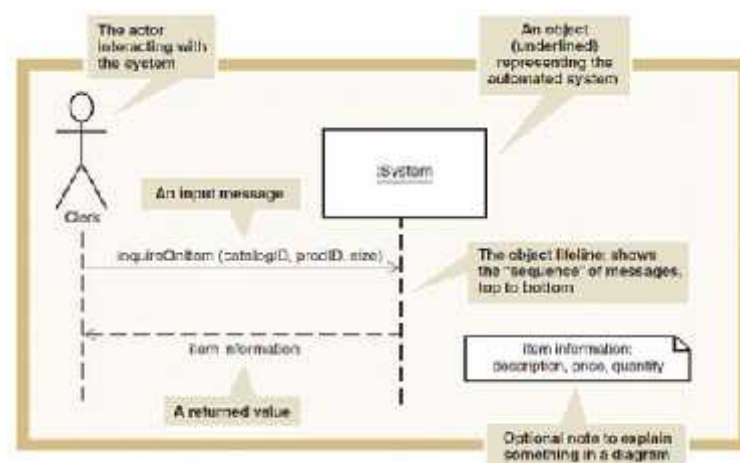 The actor
interacting with
the system
An object
(underlined)
representing the
automated system
:System
An input message
Clerk
inquireOnItem (catalogID, prodID, size)
The object lifeline: shows
the "sequence" of messages,
top to bottom
Item information
Item information:
description, price, quantity
A returned value
Optional note to explain
something in a diagram